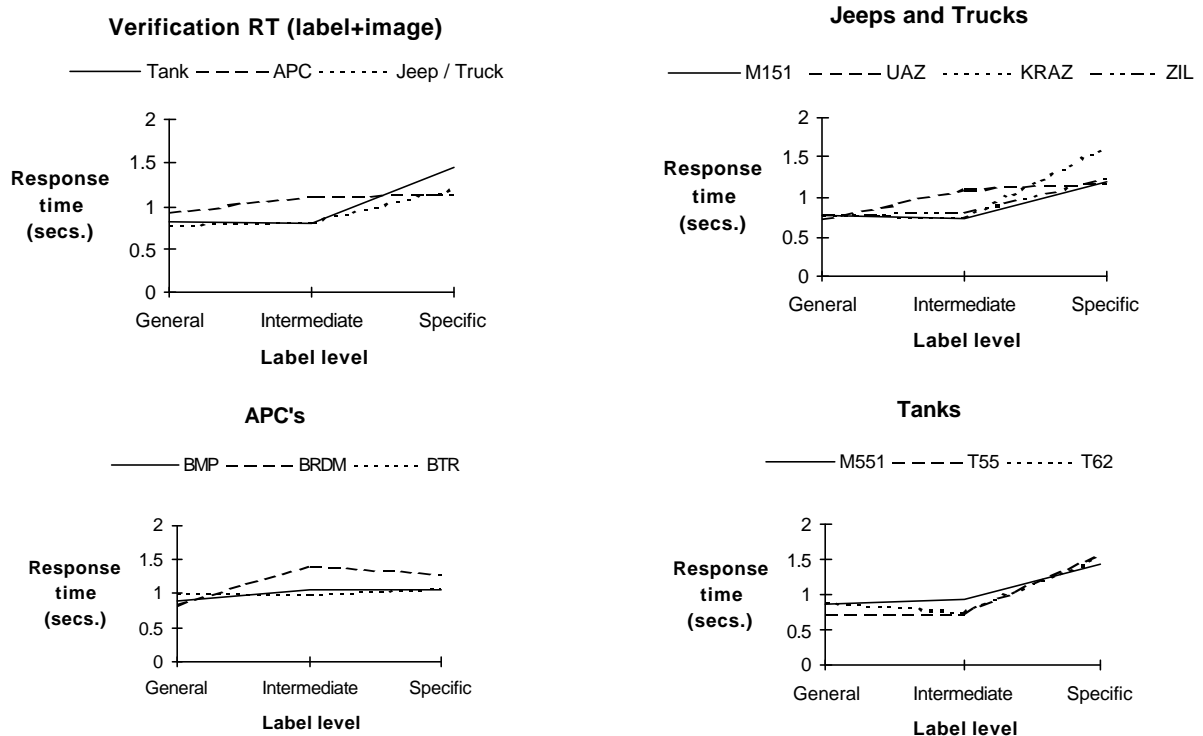 Verification RT (label+image)
Tank APC Jeep / Truck
2
1.5
1
0.5
0
Response
time
(secs.)
General Intermediate Specific
Label level
Jeeps and Trucks
M151 UAZ KRAZ ZIL
2
1.5
1
0.5
0
Response
time
(secs.)
General Intermediate Specific
Label level
APC's
BMP BRDM BTR
2
1.5
1
0.5
0
Response
time
(secs.)
General Intermediate Specific
Label level
Tanks
M551 T55 T62
2
1.5
1
0.5
0
Response
time
(secs.)
General Intermediate Specific
Label level